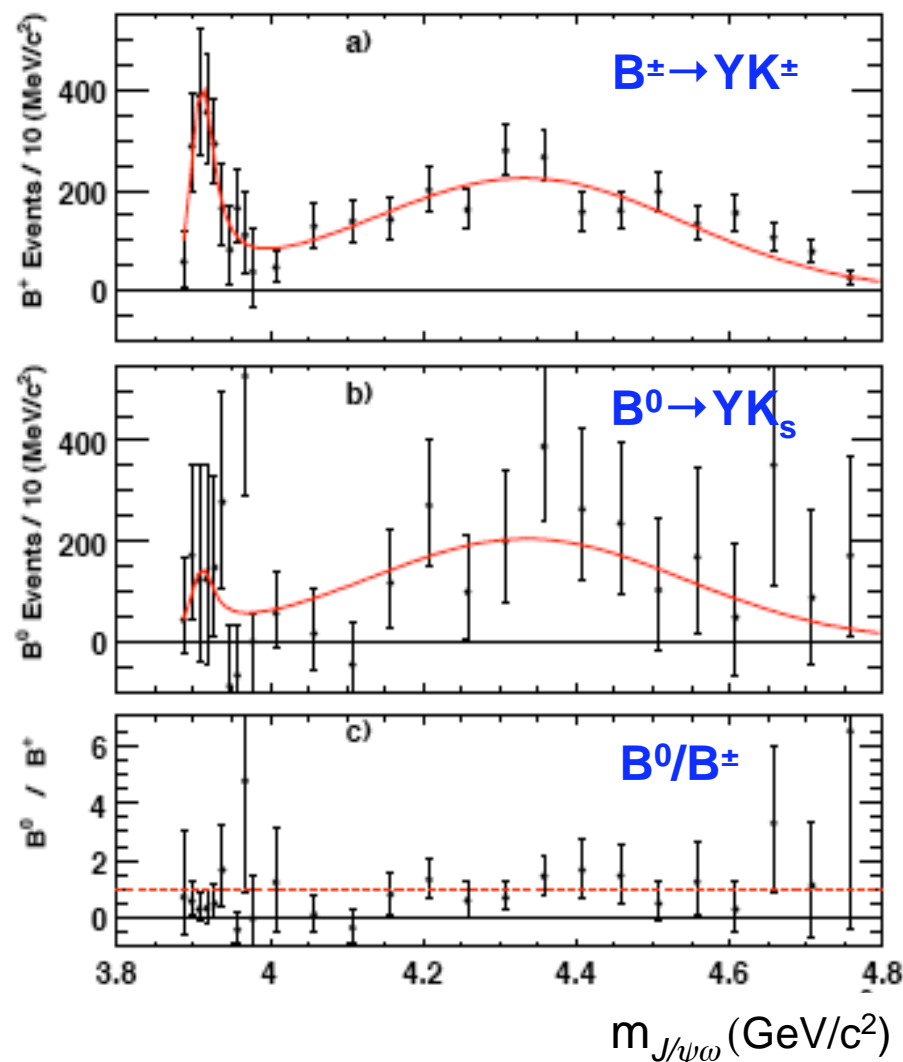 a)
B± → YK±
B⁺ Events / 10 (MeV/c²)
400
200
0
b)
B⁰ → YKₛ
B⁰ Events / 10 (MeV/c²)
400
200
0
c)
B⁰/B±
B⁰ / B⁺
6
4
2
0
3.8 4 4.2 4.4 4.6 4.8
m_J/ψω (GeV/c²)